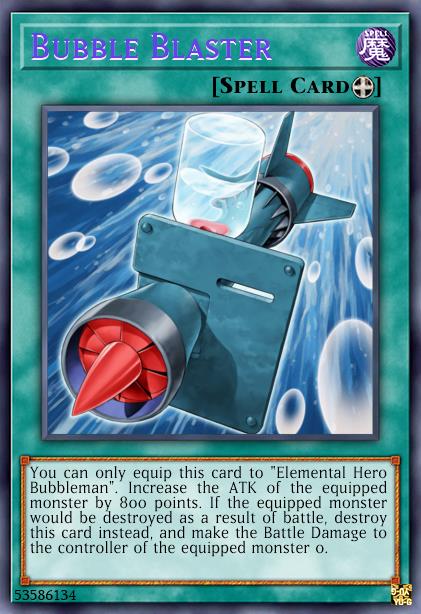 Bubble Blaster
SPELL
魔
[Spell Card]
You can only equip this card to "Elemental Hero
Bubbleman". Increase the ATK of the equipped
monster by 800 points. If the equipped monster
would be destroyed as a result of battle, destroy
this card instead, and make the Battle Damage to
the controller of the equipped monster 0.
53586134